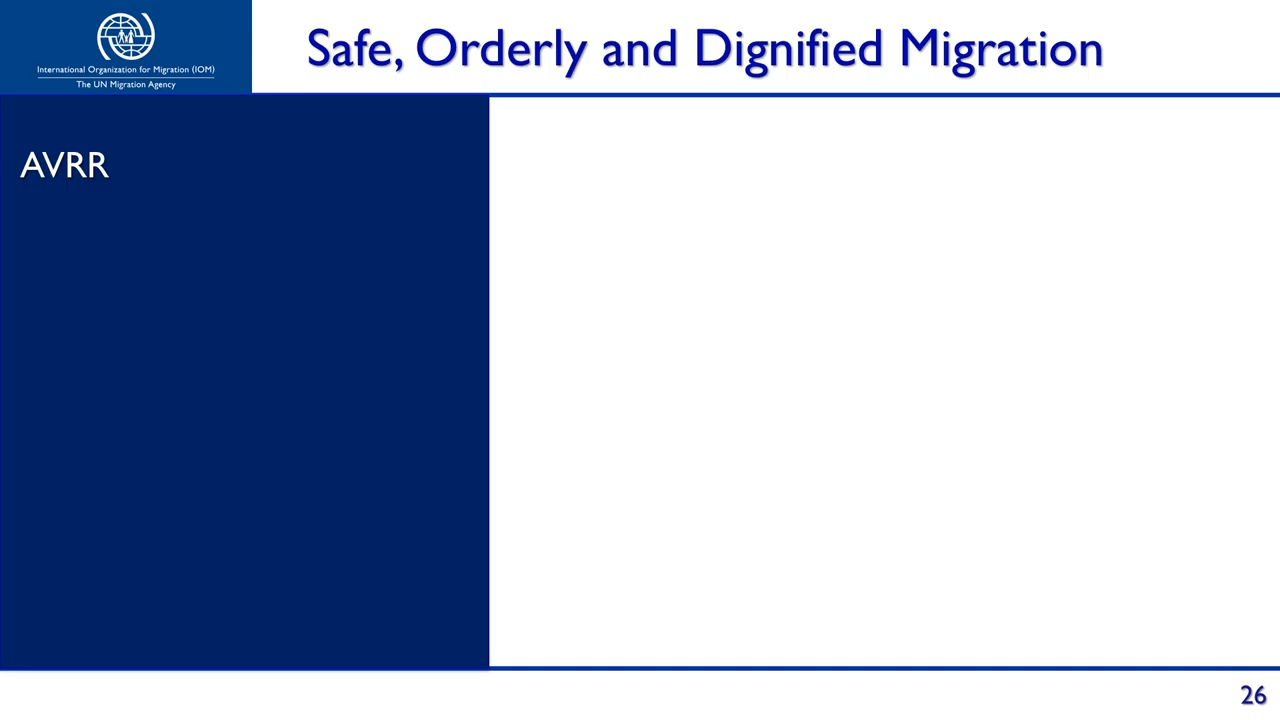 International Organization for Migration (IOM)
The UN Migration Agency
Safe, Orderly and Dignified Migration
AVRR
26